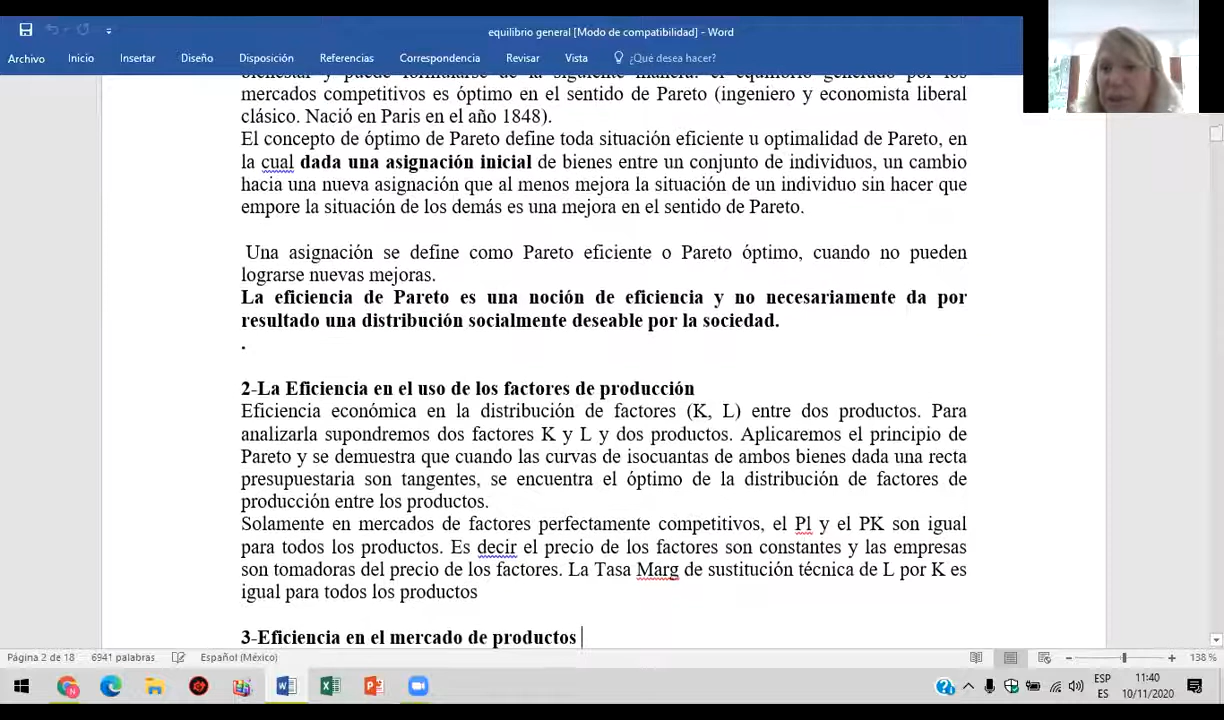 equilibrio general [Modo de compatibilidad] - Word
Archivo Inicio Insertar Diseño Disposición Referencias Correspondencia Revisar Vista ¿Qué desea hacer?
bienestar y puede formularse de la siguiente manera: el equilibrio generado por los
mercados competitivos es óptimo en el sentido de Pareto (ingeniero y economista liberal
clásico. Nació en Paris en el año 1848).
El concepto de óptimo de Pareto define toda situación eficiente u optimalidad de Pareto, en
la cual dada una asignación inicial de bienes entre un conjunto de individuos, un cambio
hacia una nueva asignación que al menos mejora la situación de un individuo sin hacer que
empore la situación de los demás es una mejora en el sentido de Pareto.
Una asignación se define como Pareto eficiente o Pareto óptimo, cuando no pueden
lograrse nuevas mejoras.
La eficiencia de Pareto es una noción de eficiencia y no necesariamente da por
resultado una distribución socialmente deseable por la sociedad.
.
2-La Eficiencia en el uso de los factores de producción
Eficiencia económica en la distribución de factores (K, L) entre dos productos. Para
analizarla supondremos dos factores K y L y dos productos. Aplicaremos el principio de
Pareto y se demuestra que cuando las curvas de isocuantas de ambos bienes dada una recta
presupuestaria son tangentes, se encuentra el óptimo de la distribución de factores de
producción entre los productos.
Solamente en mercados de factores perfectamente competitivos, el Pl y el PK son igual
para todos los productos. Es decir el precio de los factores son constantes y las empresas
son tomadoras del precio de los factores. La Tasa Marg de sustitución técnica de L por K es
igual para todos los productos
3-Eficiencia en el mercado de productos
Página 2 de 18 6941 palabras Español (México) 138 %
ESP 11:40
ES 10/11/2020